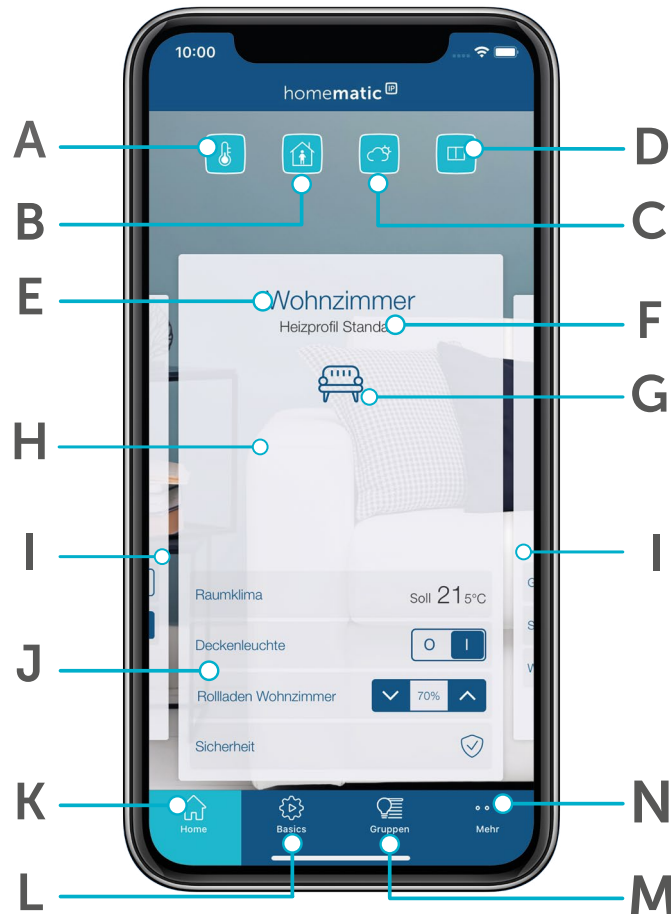 10:00
homematic IP
A
D
B
C
E
Wohnzimmer
F
Heizprofil Standa
G
H
I
I
Raumklima
Soll 21 5°C
G
Deckenleuchte
O I
S
J
Rollladen Wohnzimmer
70%
W
Sicherheit
K
N
Home
Basics
Gruppen
Mehr
L
M